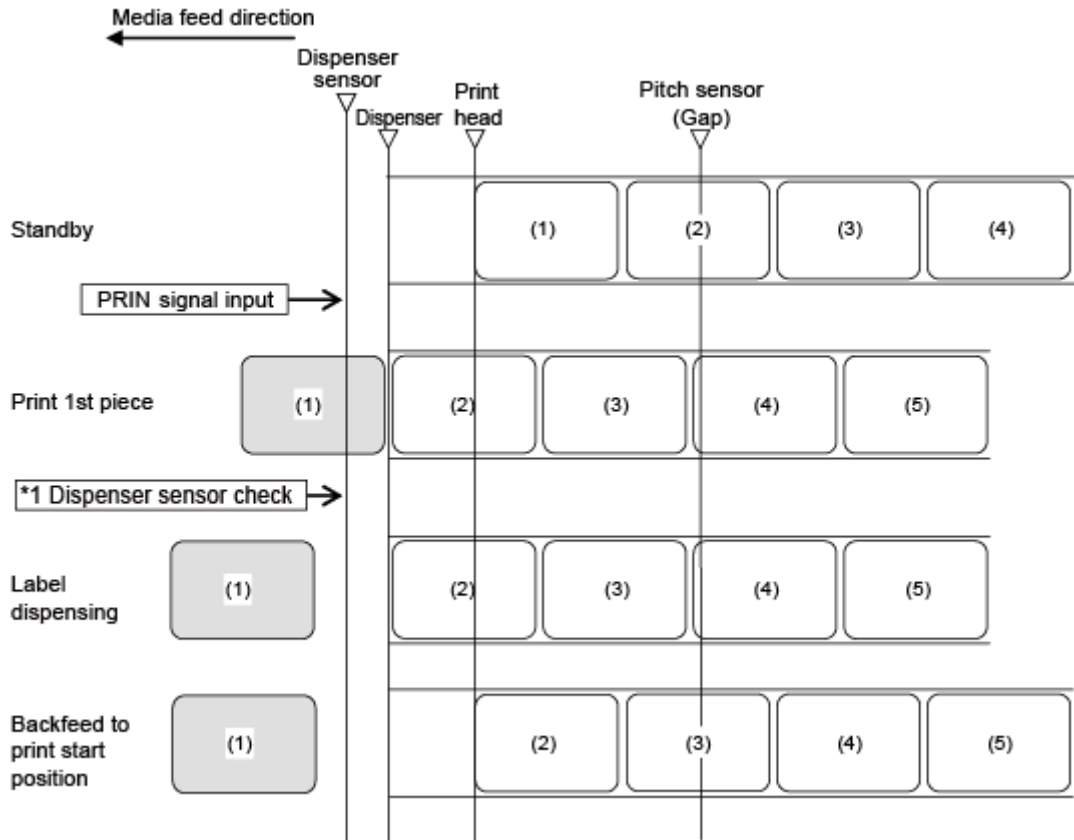 Media feed direction
Dispenser
sensor
Dispenser
Print
head
Pitch sensor
(Gap)
Standby
(1)
(2)
(3)
(4)
PRIN signal input
Print 1st piece
(1)
(2)
(3)
(4)
(5)
*1 Dispenser sensor check
Label
dispensing
(1)
(2)
(3)
(4)
(5)
Backfeed to
print start
position
(1)
(2)
(3)
(4)
(5)